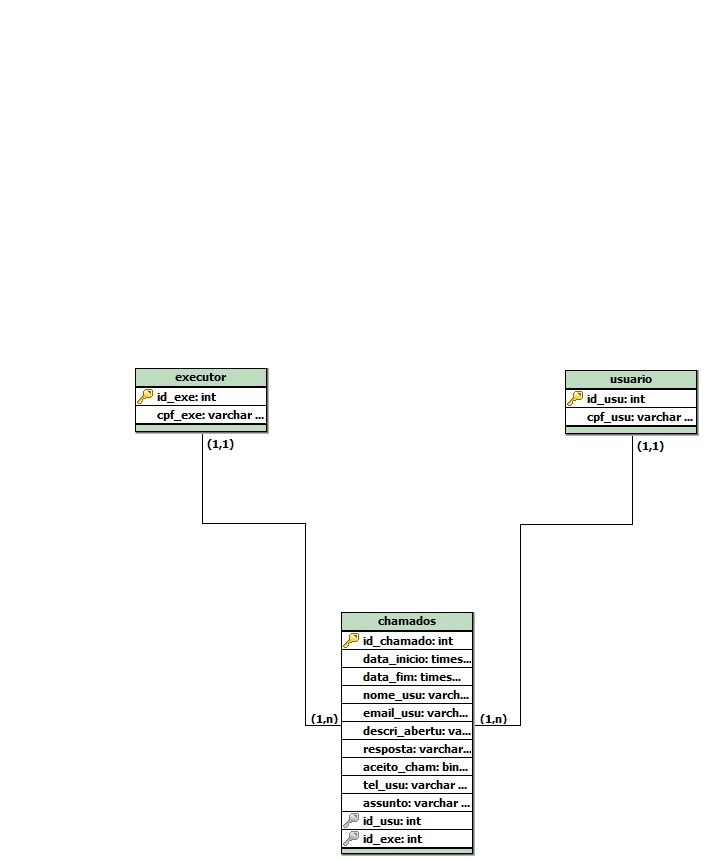 executor
id_exe: int
cpf_exe: varchar ...
(1,1)
usuario
id_usu: int
cpf_usu: varchar ...
(1,1)
chamados
id_chamado: int
data_inicio: times...
data_fim: times...
nome_usu: varch...
email_usu: varch...
descri_abertu: va...
resposta: varchar...
aceito_cham: bin...
tel_usu: varchar ...
assunto: varchar ...
id_usu: int
id_exe: int
(1,n)
(1,n)